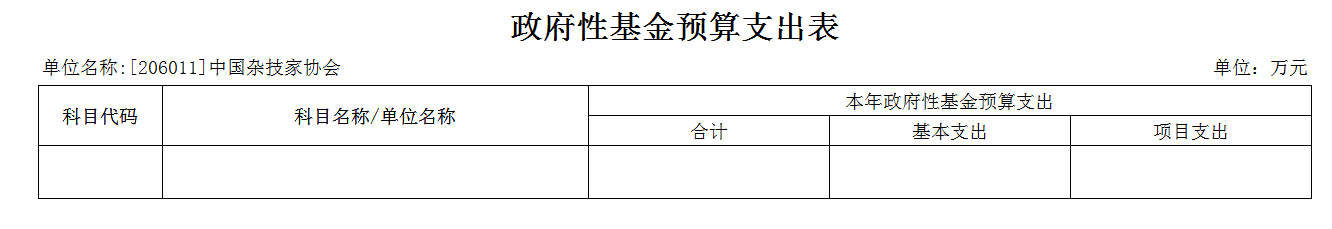 政府性基金预算支出表
单位名称:[206011]中国杂技家协会 单位：万元
科目代码 科目名称/单位名称 本年政府性基金预算支出
合计 基本支出 项目支出